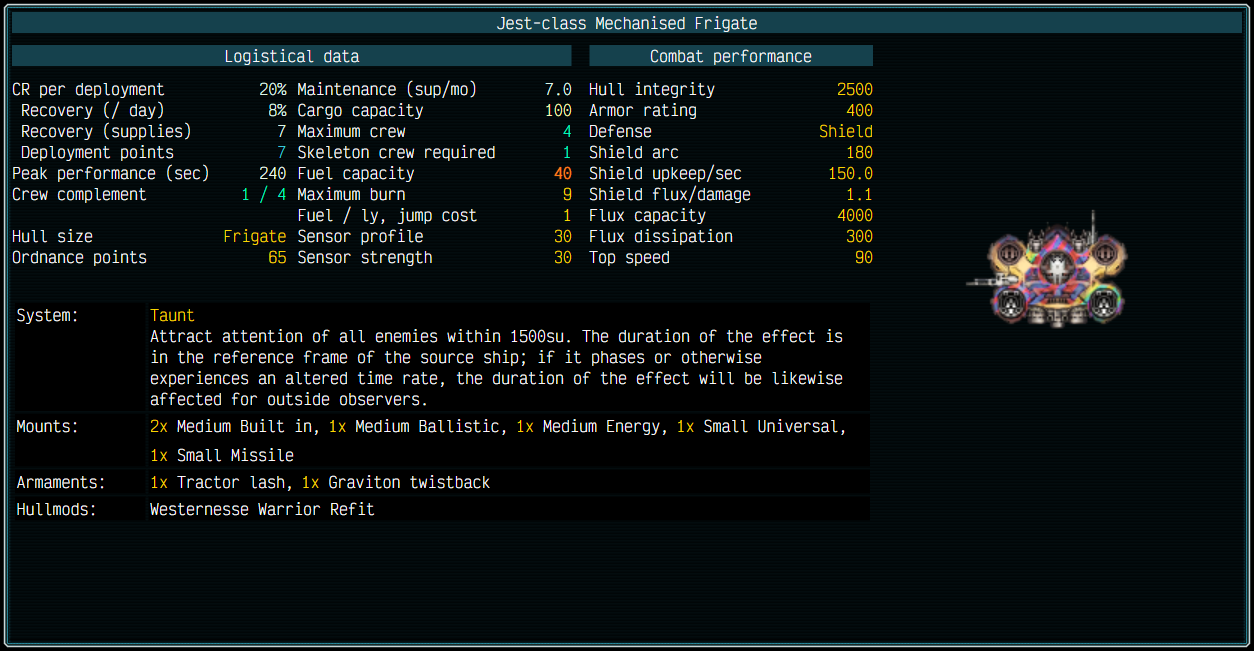 Jest-class Mechanised Frigate
Logistical data
CR per deployment 20%
Recovery (/ day) 8%
Recovery (supplies) 7
Deployment points 7
Peak performance (sec) 240
Crew complement 1 / 4
Hull size Frigate
Ordnance points 65
Maintenance (sup/mo) 7.0
Cargo capacity 100
Maximum crew 4
Skeleton crew required 1
Fuel capacity 40
Maximum burn 9
Fuel / ly, jump cost 1
Sensor profile 30
Sensor strength 30
Combat performance
Hull integrity 2500
Armor rating 400
Defense Shield
Shield arc 180
Shield upkeep/sec 150.0
Shield flux/damage 1.1
Flux capacity 4000
Flux dissipation 300
Top speed 90
System: Taunt
Attract attention of all enemies within 1500su. The duration of the effect is
in the reference frame of the source ship; if it phases or otherwise
experiences an altered time rate, the duration of the effect will be likewise
affected for outside observers.
Mounts: 2x Medium Built in, 1x Medium Ballistic, 1x Medium Energy, 1x Small Universal,
1x Small Missile
Armaments: 1x Tractor lash, 1x Graviton twistback
Hullmods: Westernesse Warrior Refit